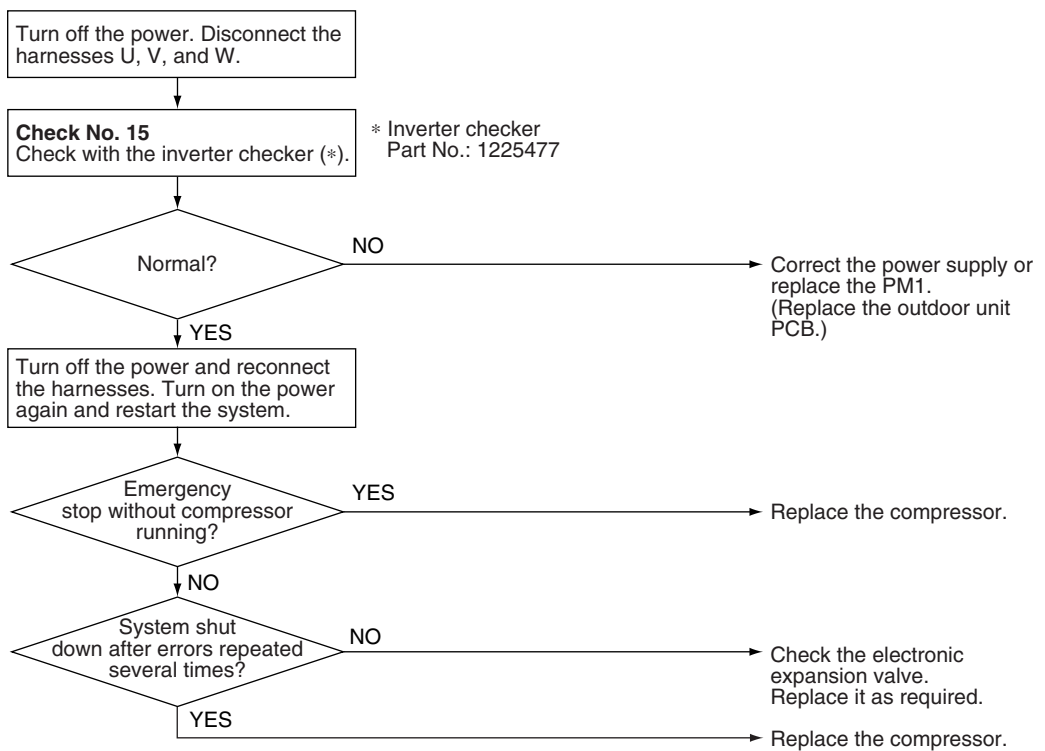 Turn off the power. Disconnect the
harnesses U, V, and W.
Check No. 15
Check with the inverter checker (*).
* Inverter checker
Part No.: 1225477
Normal?
NO
Correct the power supply or
replace the PM1.
(Replace the outdoor unit
PCB.)
YES
Turn off the power and reconnect
the harnesses. Turn on the power
again and restart the system.
Emergency
stop without compressor
running?
YES
Replace the compressor.
NO
System shut
down after errors repeated
several times?
NO
Check the electronic
expansion valve.
Replace it as required.
YES
Replace the compressor.